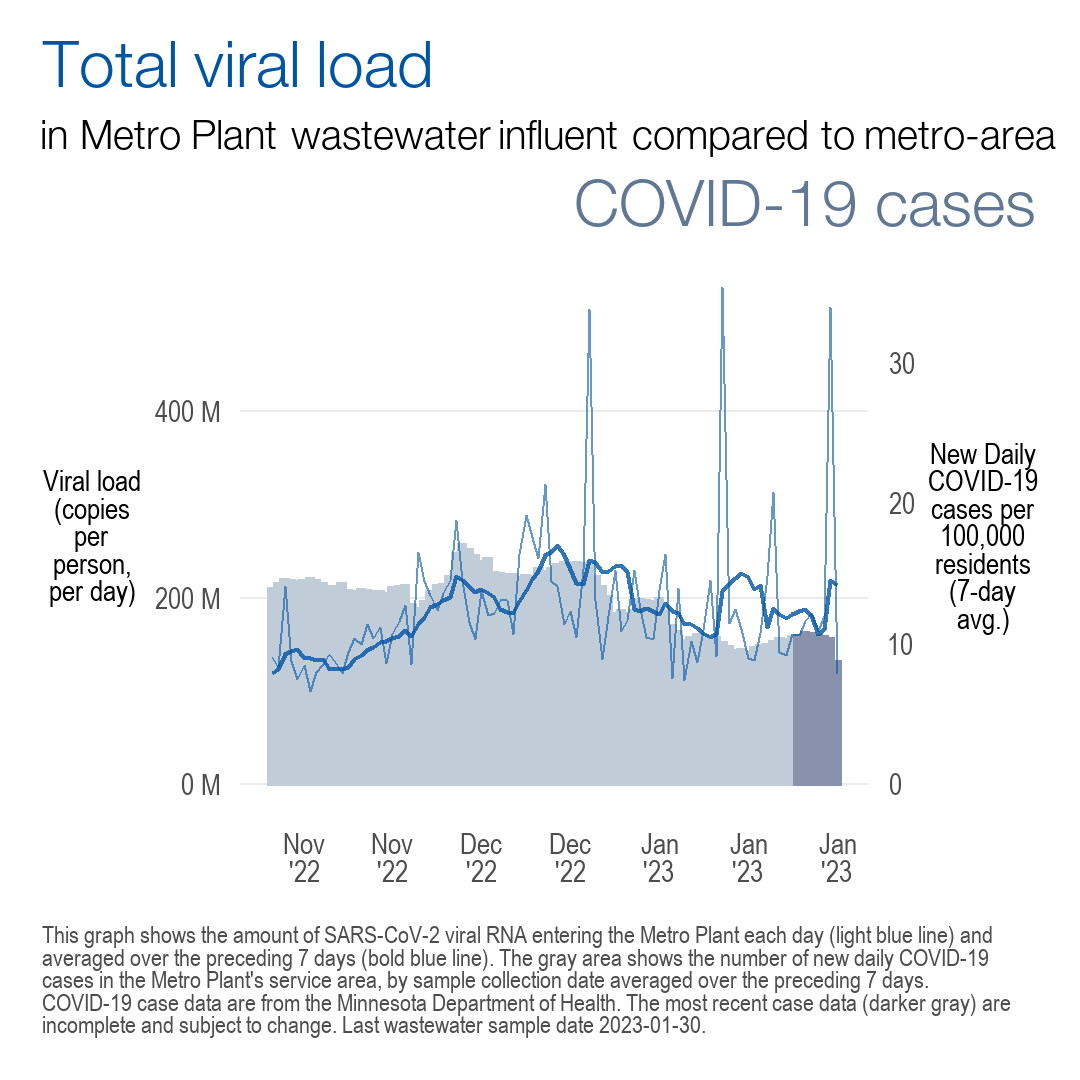 Total viral load
in Metro Plant wastewater influent compared to metro-area
COVID-19 cases
400 M
200 M
0 M
Viral load
(copies
per
person,
per day)
30
20
10
0
New Daily
COVID-19
cases per
100,000
residents
(7-day
avg.)
Nov Nov Dec Dec Jan Jan Jan
'22 '22 '22 '22 '23 '23 '23
This graph shows the amount of SARS-CoV-2 viral RNA entering the Metro Plant each day (light blue line) and
averaged over the preceding 7 days (bold blue line). The gray area shows the number of new daily COVID-19
cases in the Metro Plant's service area, by sample collection date averaged over the preceding 7 days.
COVID-19 case data are from the Minnesota Department of Health. The most recent case data (darker gray) are
incomplete and subject to change. Last wastewater sample date 2023-01-30.